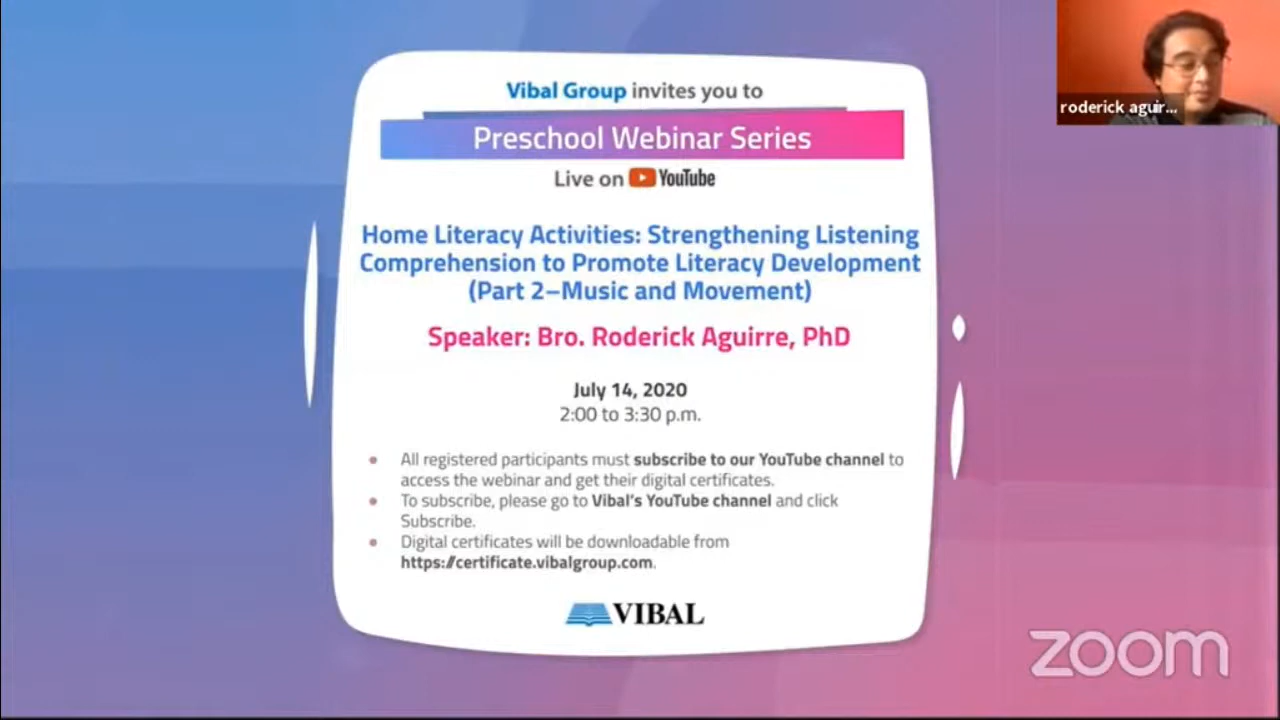 Vibal Group invites you to
Preschool Webinar Series
Live on YouTube
Home Literacy Activities: Strengthening Listening
Comprehension to Promote Literacy Development
(Part 2–Music and Movement)
Speaker: Bro. Roderick Aguirre, PhD
July 14, 2020
2:00 to 3:30 p.m.
• All registered participants must subscribe to our YouTube channel to
access the webinar and get their digital certificates.
• To subscribe, please go to Vibal's YouTube channel and click
Subscribe.
• Digital certificates will be downloadable from
https://certificate.vibalgroup.com.
VIBAL
roderick aguir...
zoom